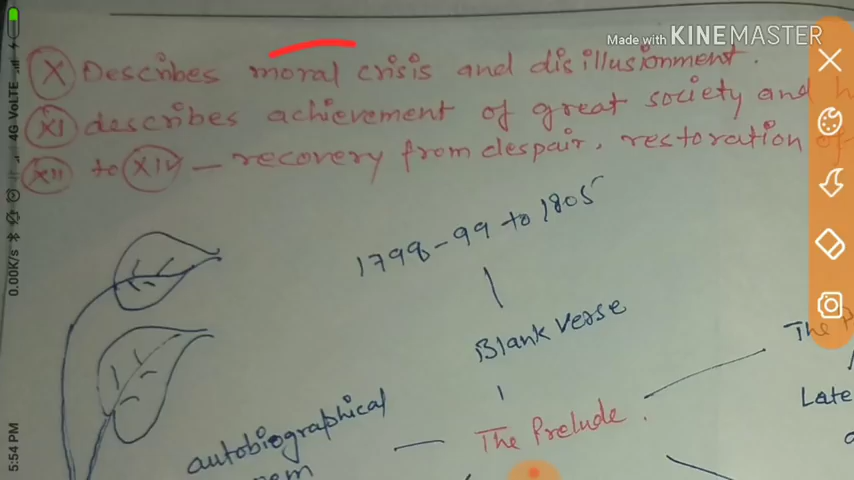 Made with KINEMASTER
X Describes moral crisis and disillusionment.
XI describes achievement of great society and
XII to XIV — recovery from despair. restoration of
1798-99 to 1805
Blank verse
The
The Prelude.
Late
autobiographical
4G VoLTE
0.00K/s
5:54 PM